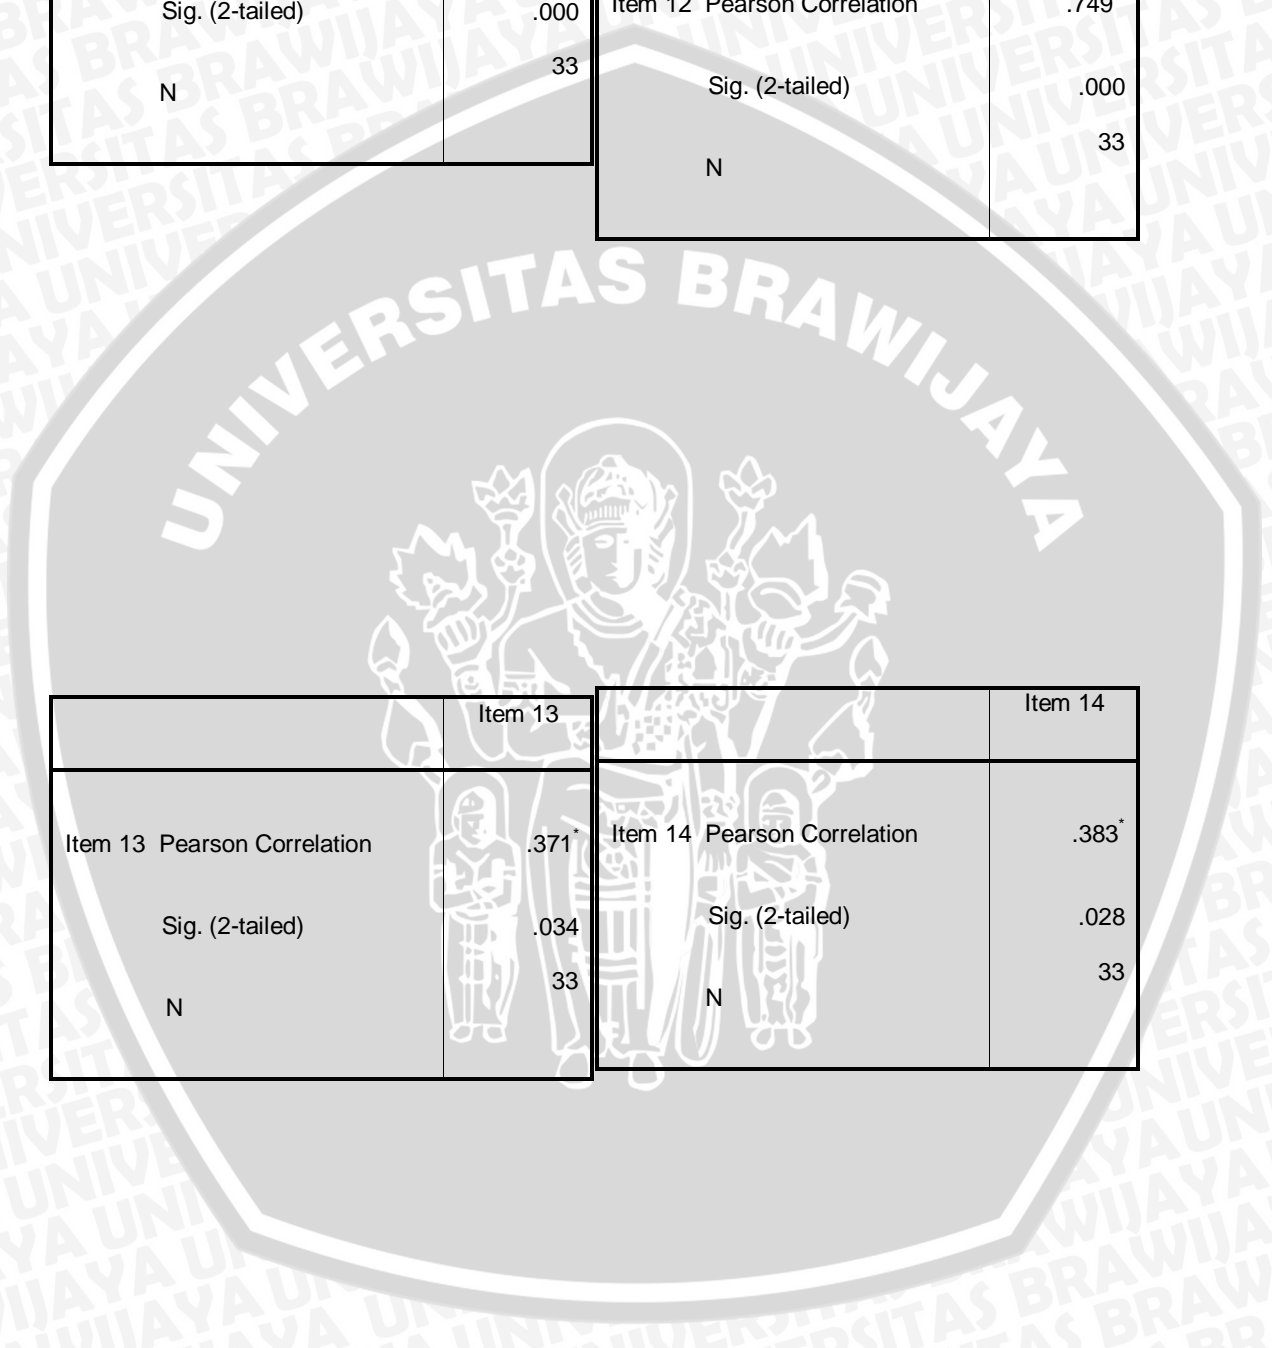 Sig. (2-tailed) .000
33
N
Item 12 Pearson Correlation .749
Sig. (2-tailed) .000
33
N
UNIVERSITAS BRAWIJAYA
Item 13
Item 13 Pearson Correlation .371*
Sig. (2-tailed) .034
33
N
Item 14
Item 14 Pearson Correlation .383*
Sig. (2-tailed) .028
33
N